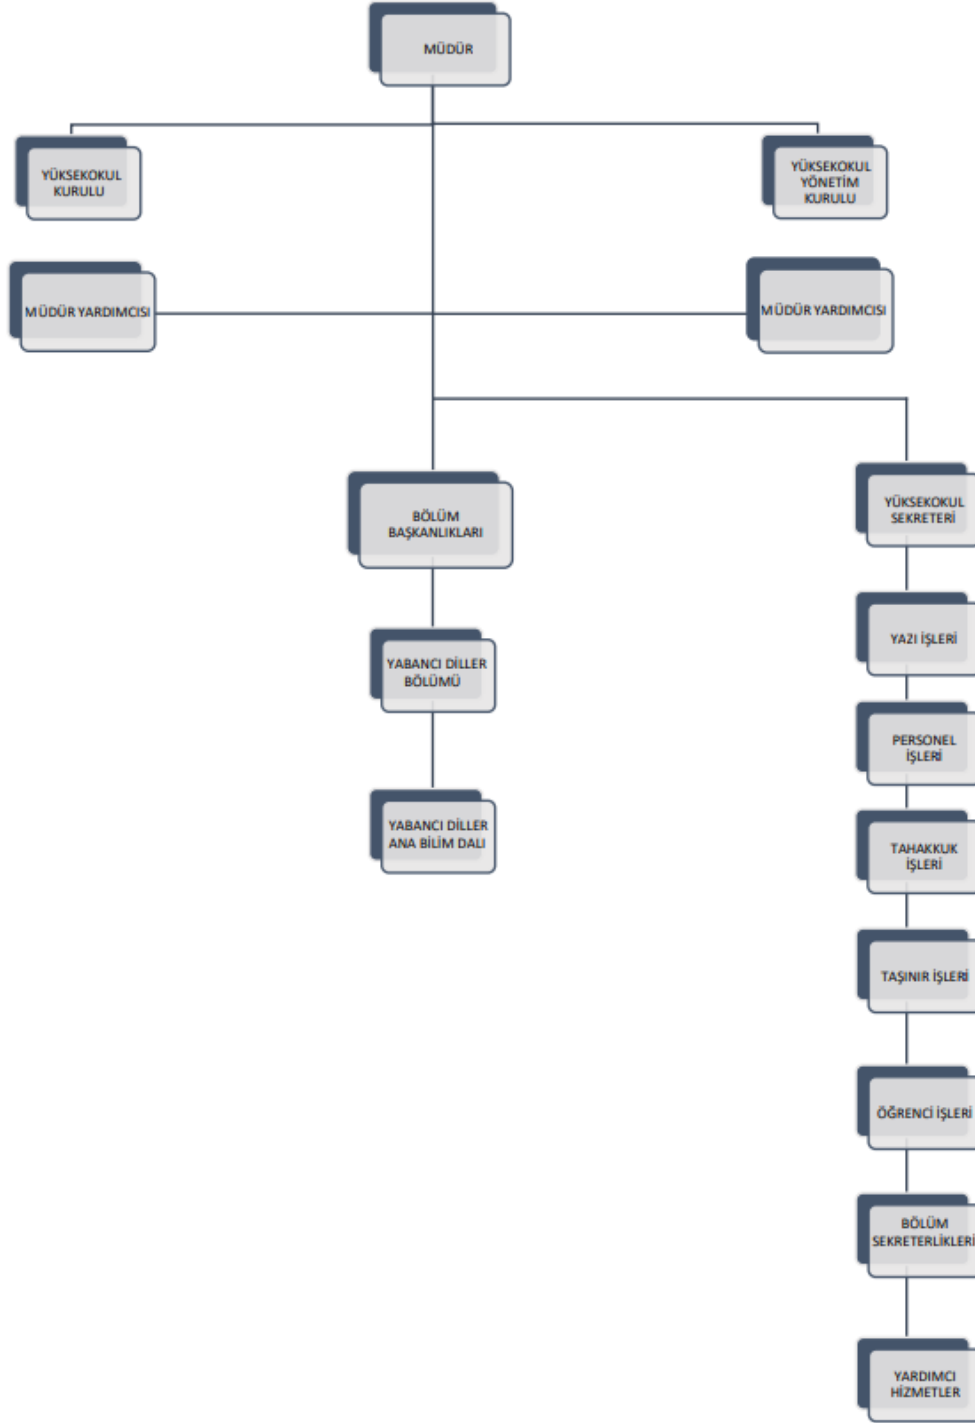 MÜDÜR
YÜKSEKOKUL
KURULU
YÜKSEKOKUL
YÖNETİM
KURULU
MÜDÜR YARDIMCISI
MÜDÜR YARDIMCISI
BÖLÜM
BAŞKANLIKLARI
YÜKSEKOKUL
SEKRETERİ
YAZI İŞLERİ
YABANCI DİLLER
BÖLÜMÜ
PERSONEL
İŞLERİ
YABANCI DİLLER
ANA BİLİM DALI
TAHAKKUK
İŞLERİ
TAŞINIR İŞLERİ
ÖĞRENCİ İŞLERİ
BÖLÜM
SEKRETERLİKLERİ
YARDIMCI
HİZMETLER